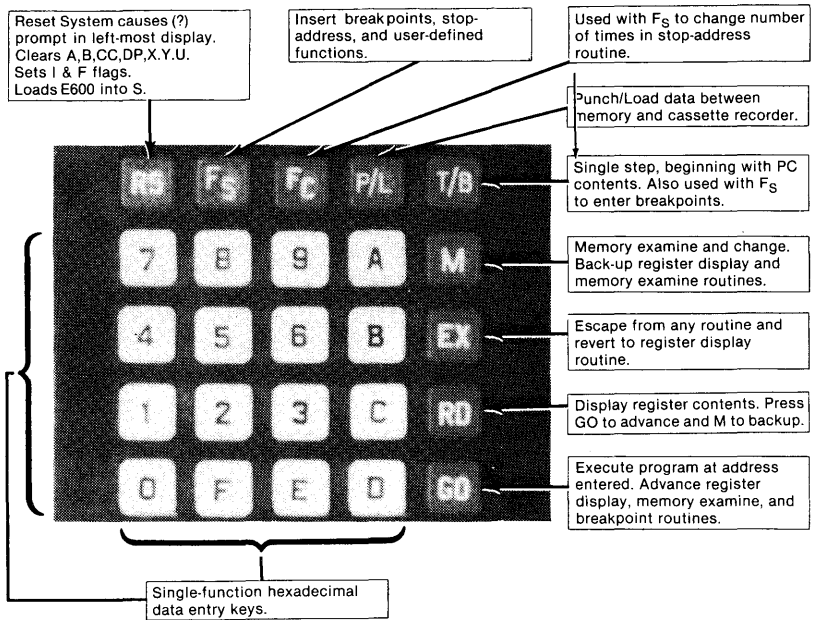 Reset System causes (?)
prompt in left-most display.
Clears A,B,CC,DP,X.Y.U.
Sets I & F flags.
Loads E600 into S.
Insert breakpoints, stop-
address, and user-defined
functions.
Used with FS to change number
of times in stop-address
routine.
Punch/Load data between
memory and cassette recorder.
Single step, beginning with PC
contents. Also used with FS
to enter breakpoints.
Memory examine and change.
Back-up register display and
memory examine routines.
Escape from any routine and
revert to register display
routine.
Display register contents. Press
GO to advance and M to backup.
Execute program at address
entered. Advance register
display, memory examine, and
breakpoint routines.
RS FS FC P/L T/B
7 8 9 A M
4 5 6 B EX
1 2 3 C RD
0 F E D GO
Single-function hexadecimal
data entry keys.